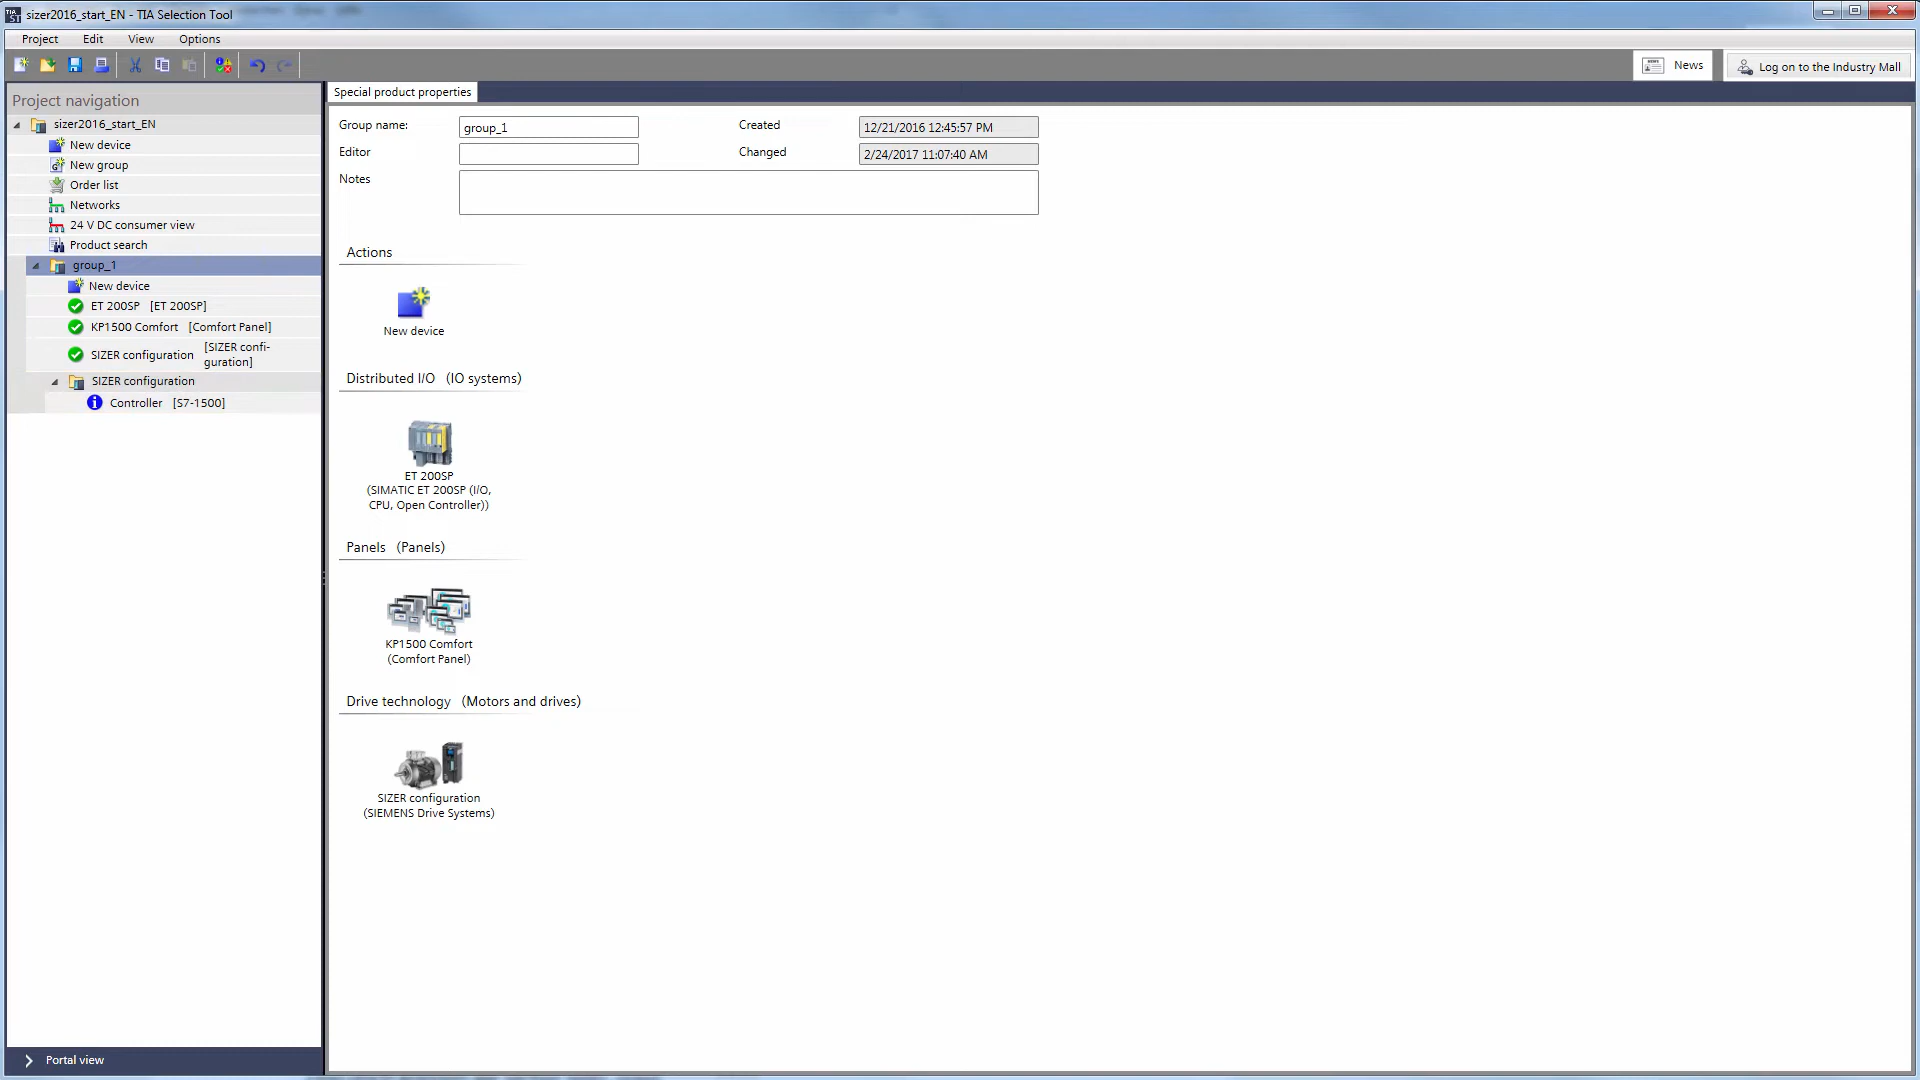 sizer2016_start_EN - TIA Selection Tool
Project Edit View Options
News
Log on to the Industry Mall
Project navigation
sizer2016_start_EN
New device
New group
Order list
Networks
24 V DC consumer view
Product search
group_1
New device
ET 200SP [ET 200SP]
KP1500 Comfort [Comfort Panel]
SIZER configuration [SIZER confi-
guration]
SIZER configuration
Controller [S7-1500]
Portal view
Special product properties
Group name: group_1 Created 12/21/2016 12:45:57 PM
Editor Changed 2/24/2017 11:07:40 AM
Notes
Actions
New device
Distributed I/O (IO systems)
ET 200SP
(SIMATIC ET 200SP (I/O,
CPU, Open Controller))
Panels (Panels)
KP1500 Comfort
(Comfort Panel)
Drive technology (Motors and drives)
SIZER configuration
(SIEMENS Drive Systems)